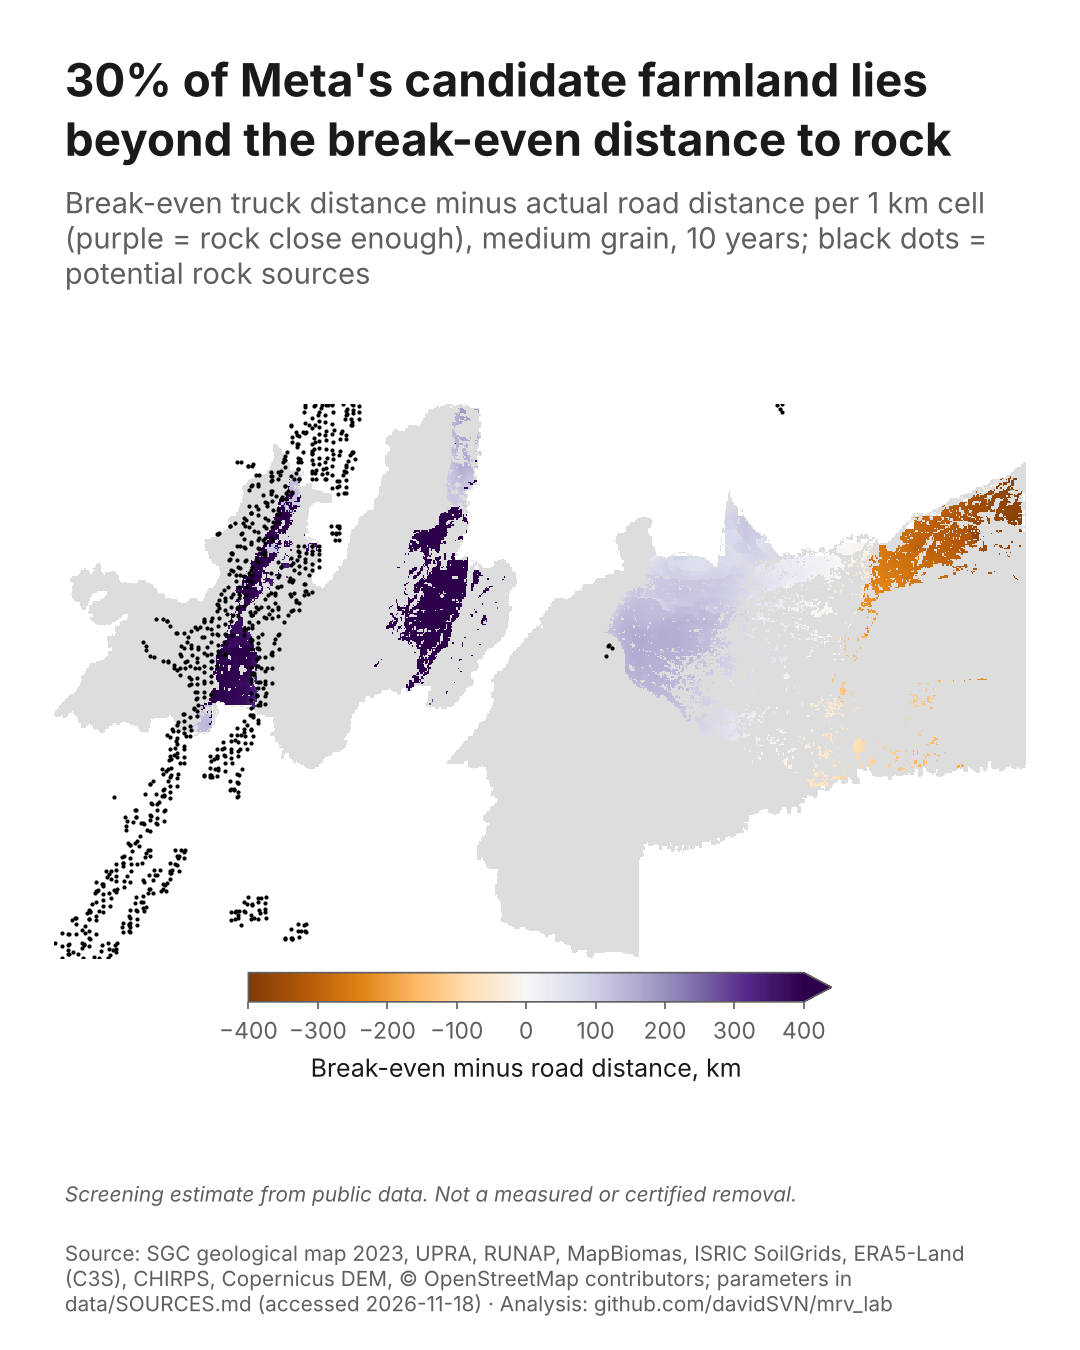 30% of Meta's candidate farmland lies
beyond the break-even distance to rock
Break-even truck distance minus actual road distance per 1 km cell
(purple = rock close enough), medium grain, 10 years; black dots =
potential rock sources
−400 −300 −200 −100 0 100 200 300 400
Break-even minus road distance, km
Screening estimate from public data. Not a measured or certified removal.
Source: SGC geological map 2023, UPRA, RUNAP, MapBiomas, ISRIC SoilGrids, ERA5-Land
(C3S), CHIRPS, Copernicus DEM, © OpenStreetMap contributors; parameters in
data/SOURCES.md (accessed 2026-11-18) · Analysis: github.com/davidSVN/mrv_lab